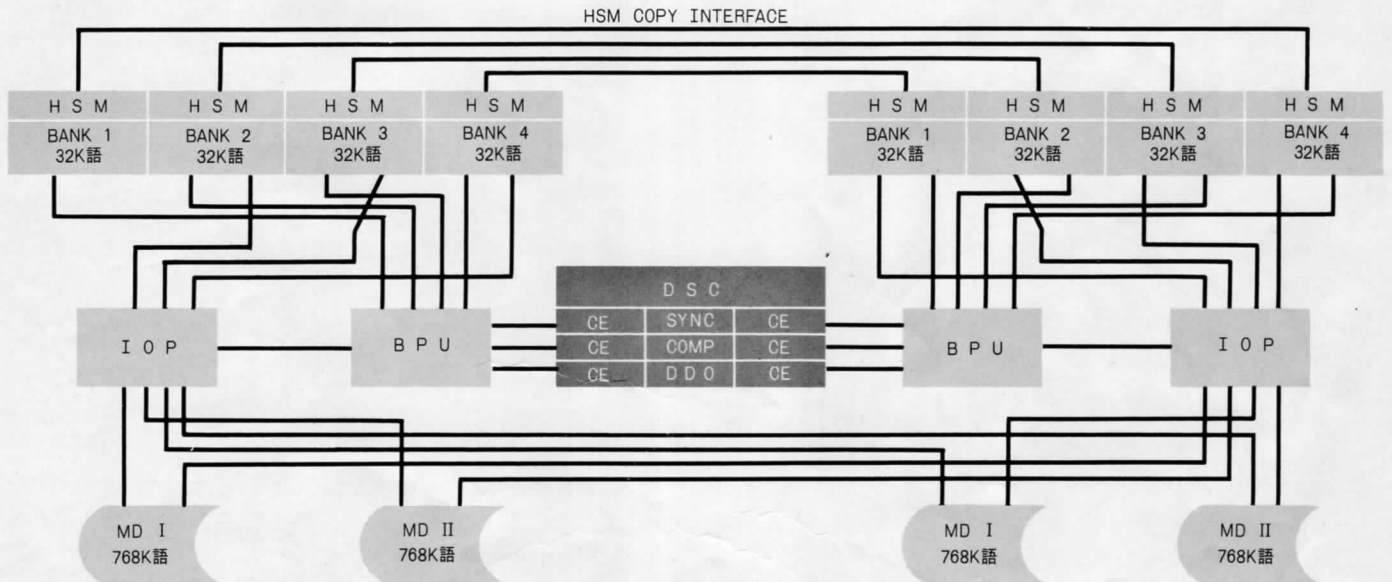 HSM COPY INTERFACE
HSM HSM HSM HSM HSM HSM HSM HSM
BANK 1 BANK 2 BANK 3 BANK 4 BANK 1 BANK 2 BANK 3 BANK 4
32K語 32K語 32K語 32K語 32K語 32K語 32K語 32K語
DSC
CE SYNC CE
IOP BPU CE COMP CE BPU IOP
CE DDO CE
MD I MD II MD I MD II
768K語 768K語 768K語 768K語